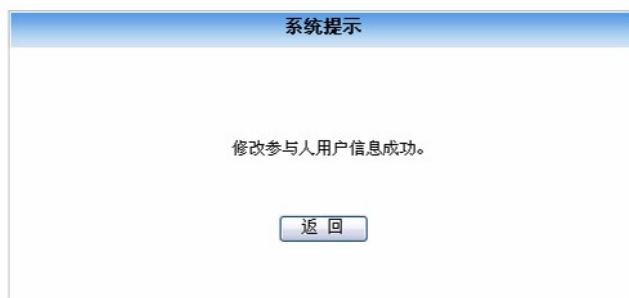 系统提示
修改参与人用户信息成功。
返 回